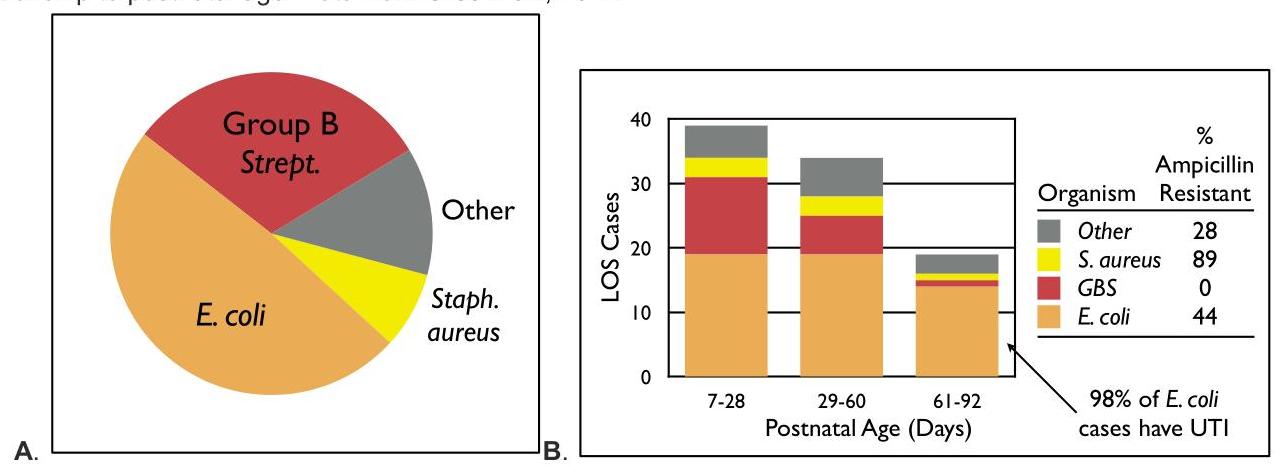 Group B
Strept.
Other
Staph.
aureus
E. coli
A.
40
30
20
10
0
LOS Cases
7-28
29-60
61-92
Postnatal Age (Days)
%
Ampicillin
Organism Resistant
Other 28
S. aureus 89
GBS 0
E. coli 44
98% of E. coli
cases have UTI
B.